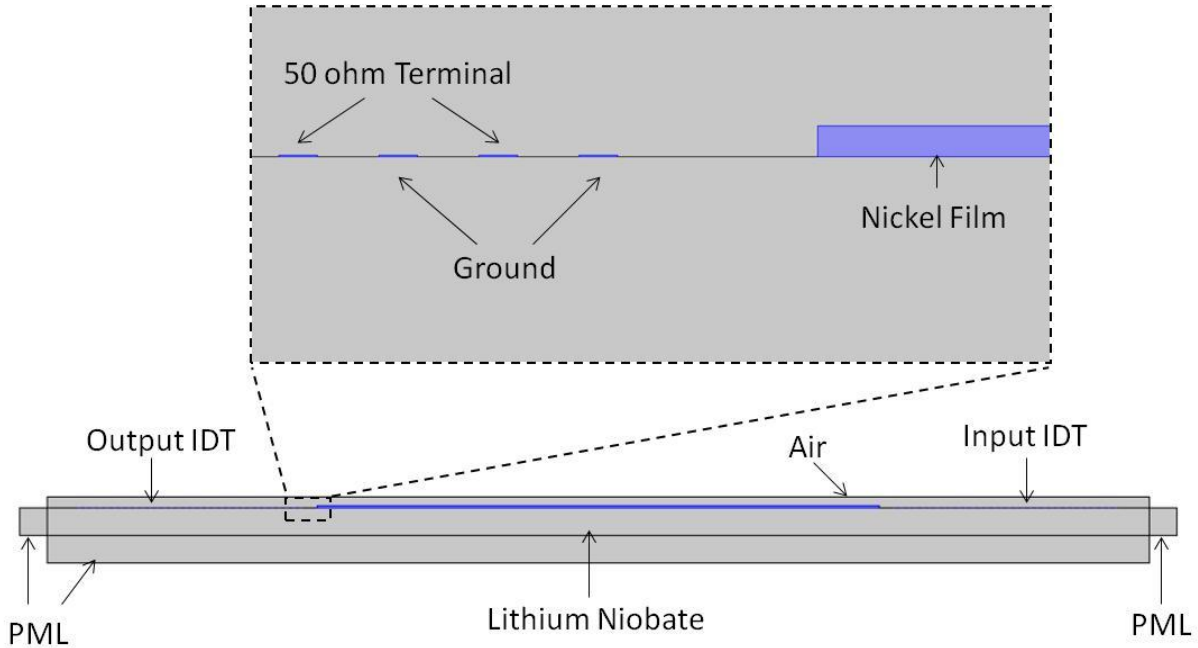 50 ohm Terminal
Nickel Film
Ground
Output IDT
Air
Input IDT
PML
Lithium Niobate
PML